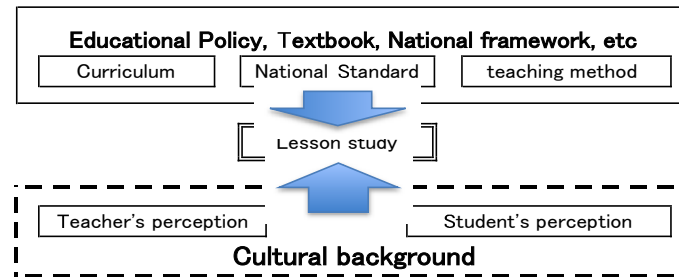 Educational Policy, Textbook, National framework, etc
Curriculum
National Standard
teaching method
Lesson study
Teacher's perception
Student's perception
Cultural background